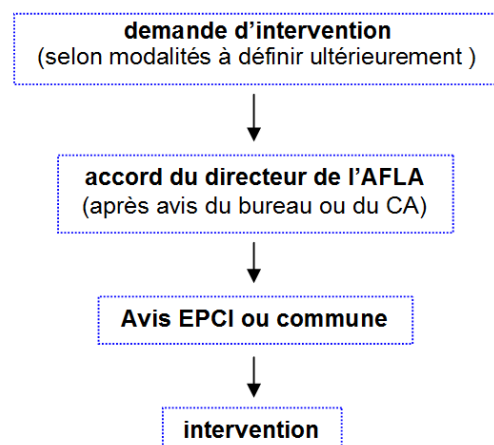 demande d'intervention
(selon modalités à définir ultérieurement )
accord du directeur de l'AFLA
(après avis du bureau ou du CA)
Avis EPCI ou commune
intervention